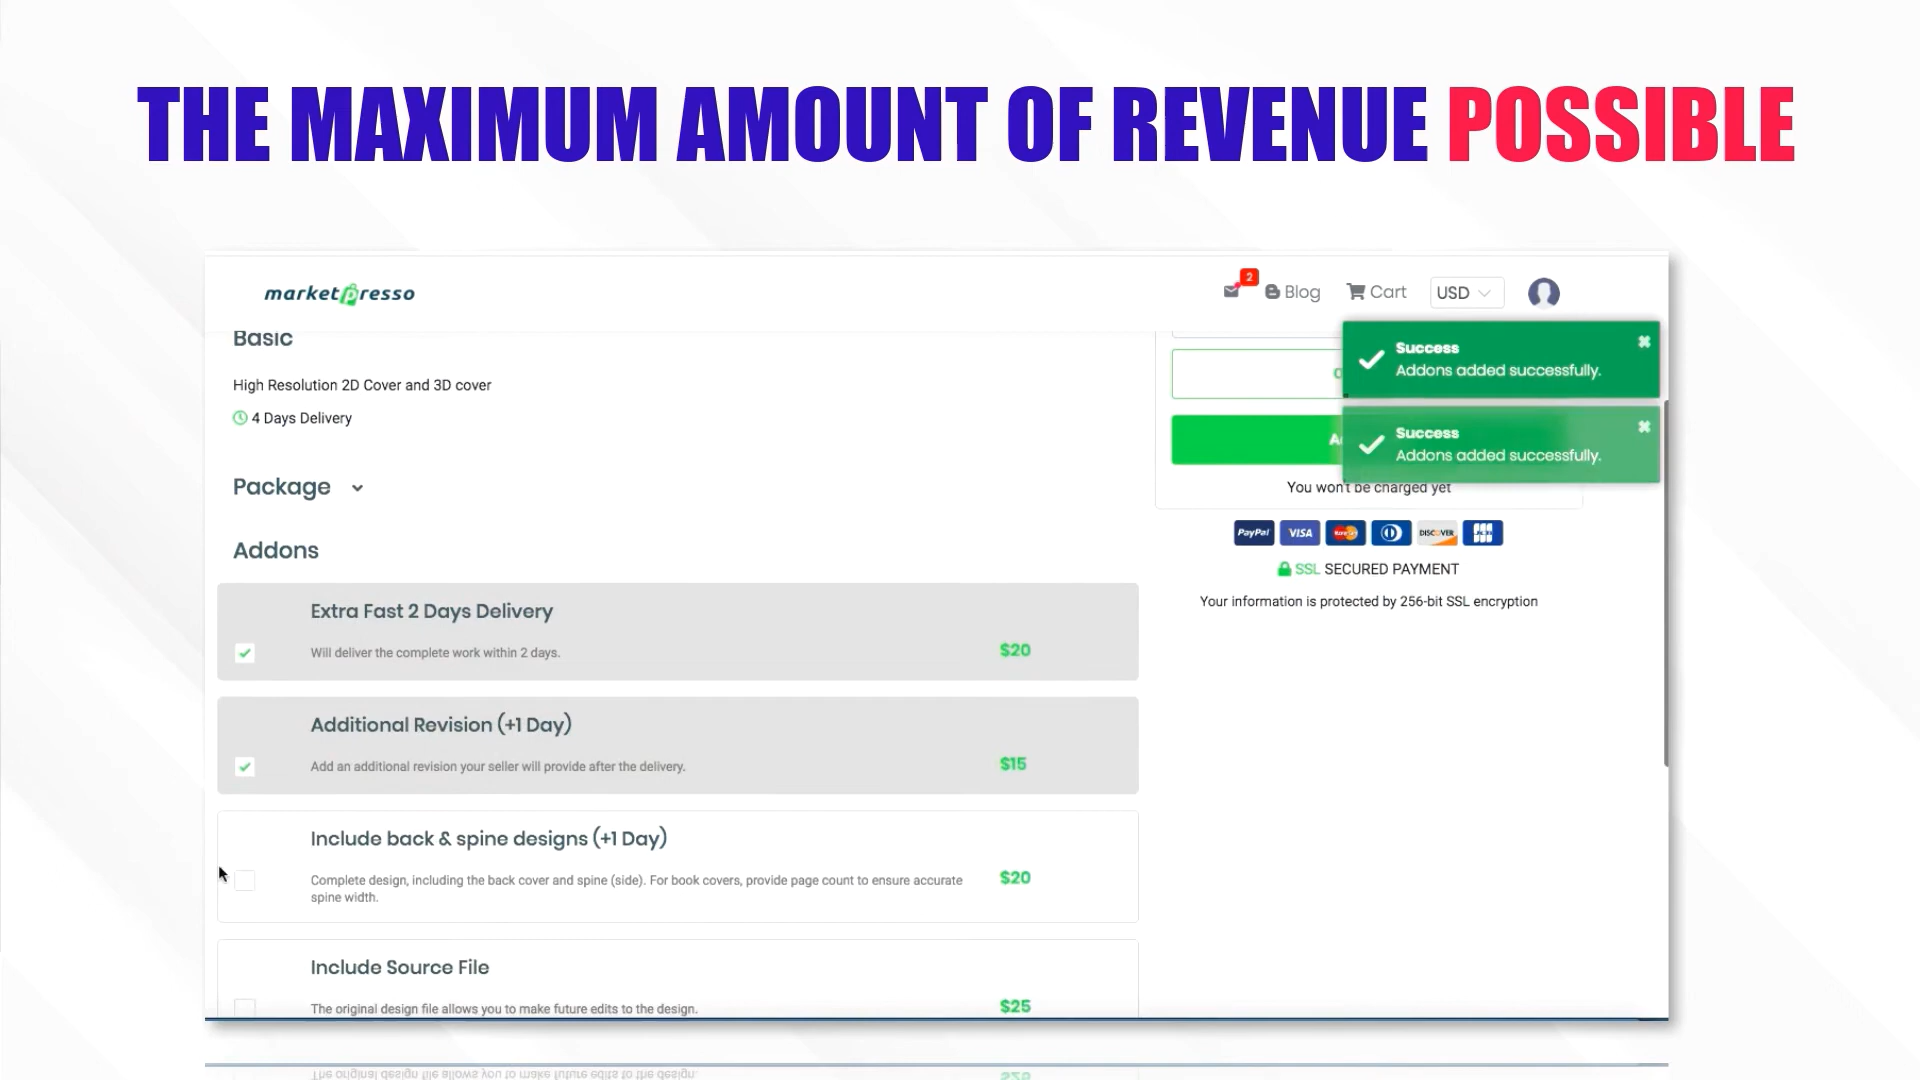 THE MAXIMUM AMOUNT OF REVENUE POSSIBLE
marketpresso
2
Blog
Cart
USD
Basic
High Resolution 2D Cover and 3D cover
4 Days Delivery
Success
Addons added successfully.
Success
Addons added successfully.
You won't be charged yet
PayPal VISA MasterCard DISCOVER JCB
SSL SECURED PAYMENT
Your information is protected by 256-bit SSL encryption
Package
Addons
Extra Fast 2 Days Delivery
Will deliver the complete work within 2 days.
$20
Additional Revision (+1 Day)
Add an additional revision your seller will provide after the delivery.
$15
Include back & spine designs (+1 Day)
Complete design, including the back cover and spine (side). For book covers, provide page count to ensure accurate
spine width.
$20
Include Source File
The original design file allows you to make future edits to the design.
$25